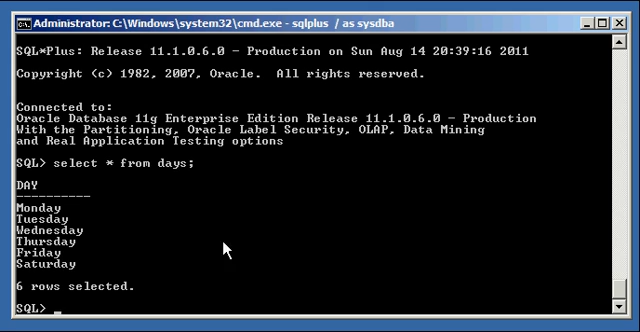 Administrator: C:\Windows\system32\cmd.exe - sqlplus / as sysdba
SQL*Plus: Release 11.1.0.6.0 - Production on Sun Aug 14 20:39:16 2011
Copyright (c) 1982, 2007, Oracle.  All rights reserved.
Connected to:
Oracle Database 11g Enterprise Edition Release 11.1.0.6.0 - Production
With the Partitioning, Oracle Label Security, OLAP, Data Mining
and Real Application Testing options
SQL> select * from days;
DAY
----------
Monday
Tuesday
Wednesday
Thursday
Friday
Saturday
6 rows selected.
SQL> _